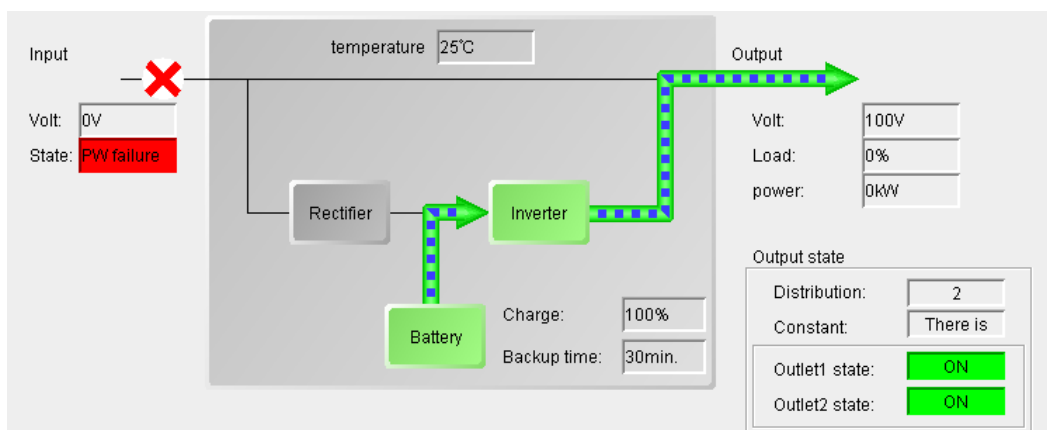 Input
Volt: 0V
State: PW failure
temperature 25℃
Rectifier
Inverter
Battery
Charge: 100%
Backup time: 30min.
Output
Volt: 100V
Load: 0%
power: 0kW
Output state
Distribution: 2
Constant: There is
Outlet1 state: ON
Outlet2 state: ON